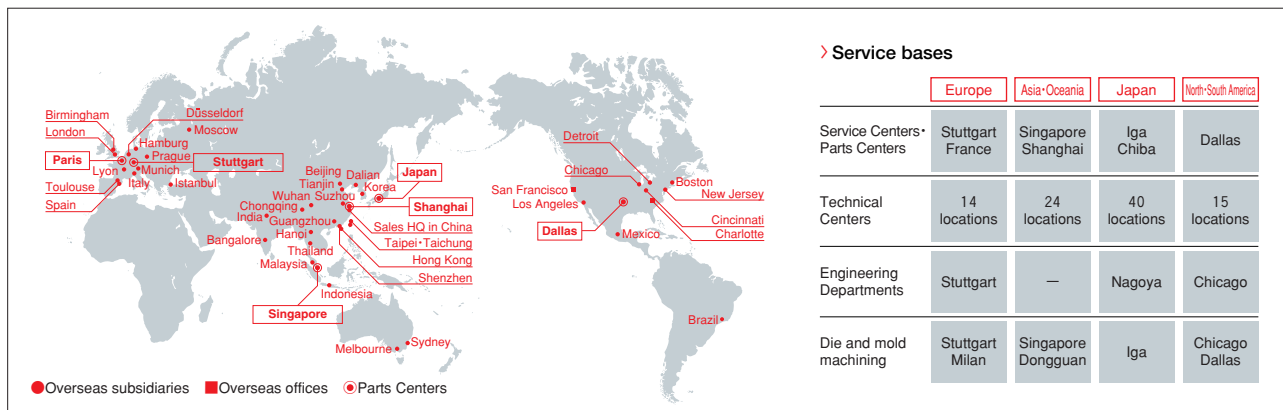 Birmingham
London
Paris
Lyon
Toulouse
Spain
Düsseldorf
Moscow
Hamburg
Prague
Stuttgart
Munich
Italy
Istanbul
Beijing
Dalian
Tianjin
Korea
Japan
Wuhan Suzhou
Chongqing
Shanghai
India
Guangzhou
Sales HQ in China
Bangalore
Hanoi
Taipei・Taichung
Thailand
Hong Kong
Malaysia
Shenzhen
Indonesia
Singapore
Melbourne
Sydney
Detroit
Chicago
San Francisco
Los Angeles
Boston
New Jersey
Dallas
Cincinnati
Charlotte
Mexico
Brazil
Overseas subsidiaries Overseas offices Parts Centers
Service bases
Europe Asia・Oceania Japan North・South America
Service Centers・
Parts Centers
Stuttgart
France
Singapore
Shanghai
Iga
Chiba
Dallas
Technical
Centers
14
locations
24
locations
40
locations
15
locations
Engineering
Departments
Stuttgart — Nagoya Chicago
Die and mold
machining
Stuttgart
Milan
Singapore
Dongguan
Iga
Chicago
Dallas